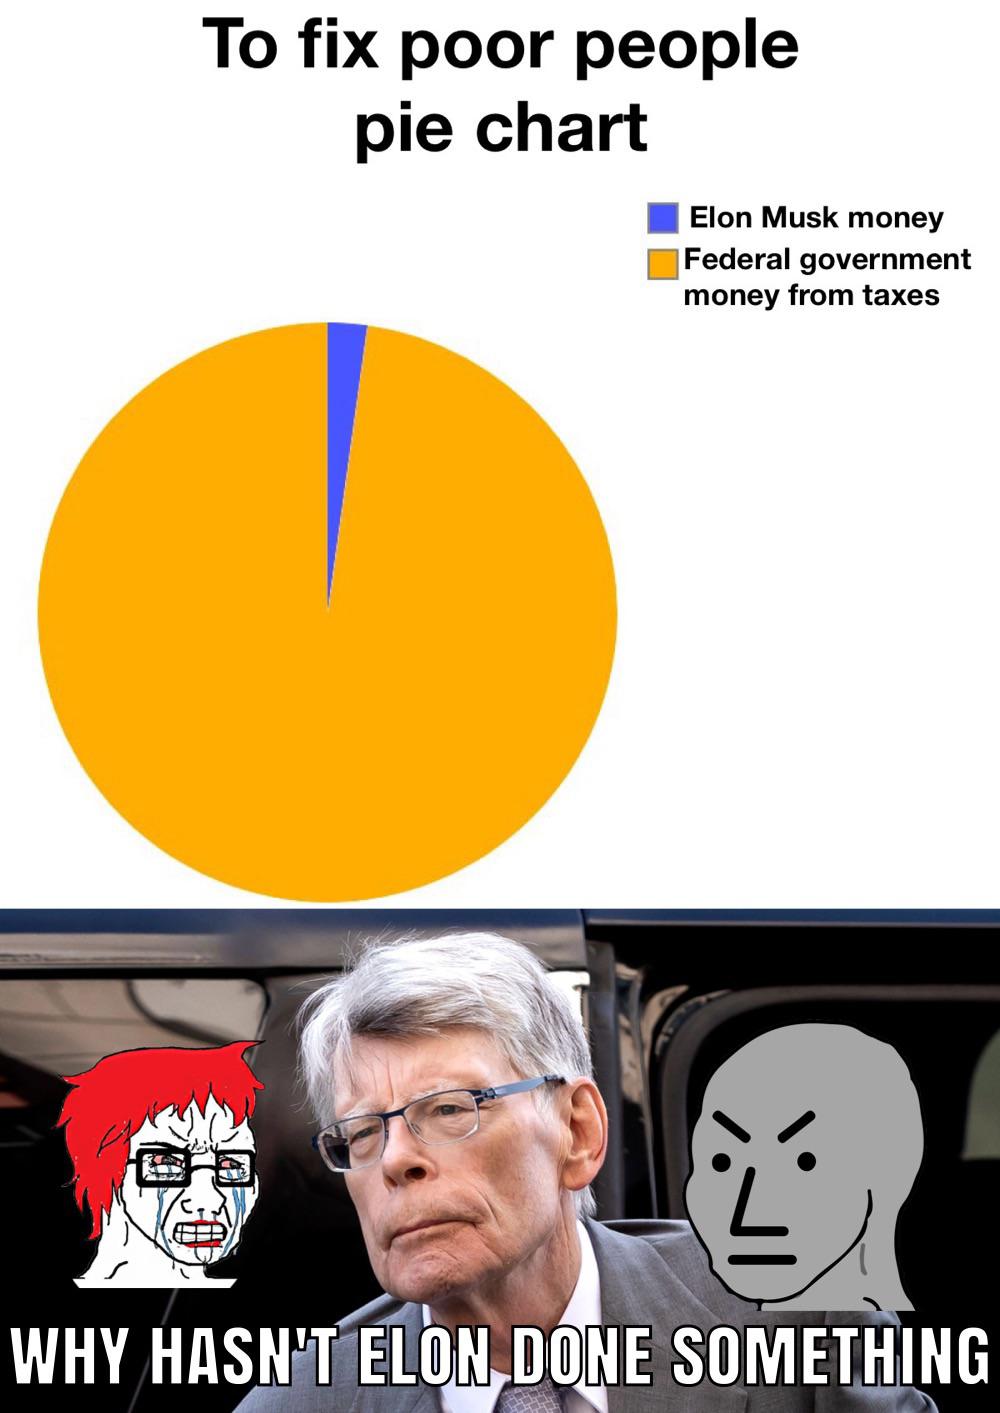 To fix poor people
pie chart
Elon Musk money
Federal government
money from taxes
WHY HASN'T ELON DONE SOMETHING